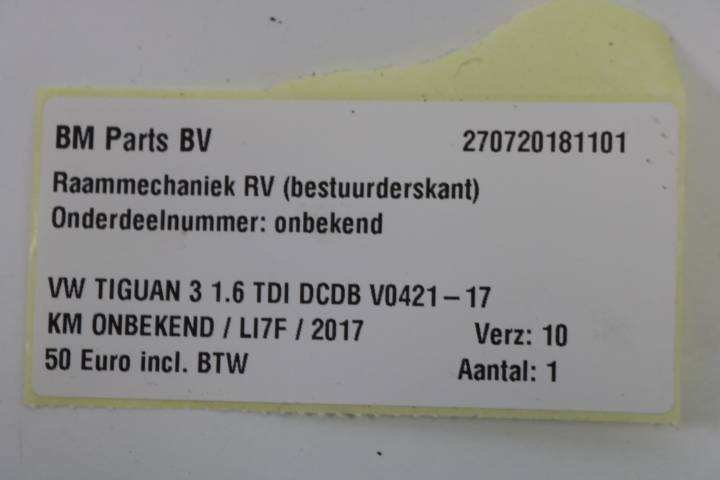 BM Parts BV 270720181101
Raammechaniek RV (bestuurderskant)
Onderdeelnummer: onbekend
VW TIGUAN 3 1.6 TDI DCDB V0421-17
KM ONBEKEND / LI7F / 2017 Verz: 10
50 Euro incl. BTW Aantal: 1